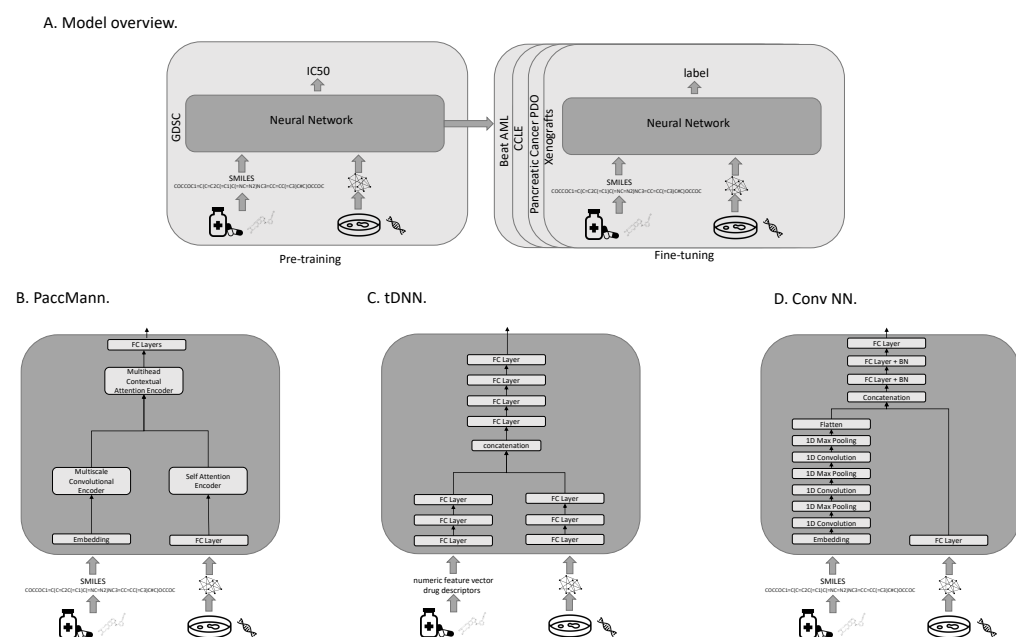 A. Model overview.
IC50
Neural Network
GDSC
SMILES
COCCOC1=C(C=C2C(=C1)C(=NC=N2)NC3=CC=CC(=C3)C#C)OCCOC
Pre-training
Beat AML
CCLE
Pancreatic Cancer PDO
Xenografts
label
Neural Network
SMILES
COCCOC1=C(C=C2C(=C1)C(=NC=N2)NC3=CC=CC(=C3)C#C)OCCOC
Fine-tuning
B. PaccMann.
FC Layers
Multihead
Contextual
Attention Encoder
Multiscale
Convolutional
Encoder
Self Attention
Encoder
Embedding
FC Layer
SMILES
COCCOC1=C(C=C2C(=C1)C(=NC=N2)NC3=CC=CC(=C3)C#C)OCCOC
C. tDNN.
FC Layer
FC Layer
FC Layer
FC Layer
concatenation
FC Layer
FC Layer
FC Layer
FC Layer
FC Layer
FC Layer
numeric feature vector
drug descriptors
D. Conv NN.
FC Layer
FC Layer + BN
FC Layer + BN
Concatenation
Flatten
1D Max Pooling
1D Convolution
1D Max Pooling
1D Convolution
1D Max Pooling
1D Convolution
Embedding
FC Layer
SMILES
COCCOC1=C(C=C2C(=C1)C(=NC=N2)NC3=CC=CC(=C3)C#C)OCCOC